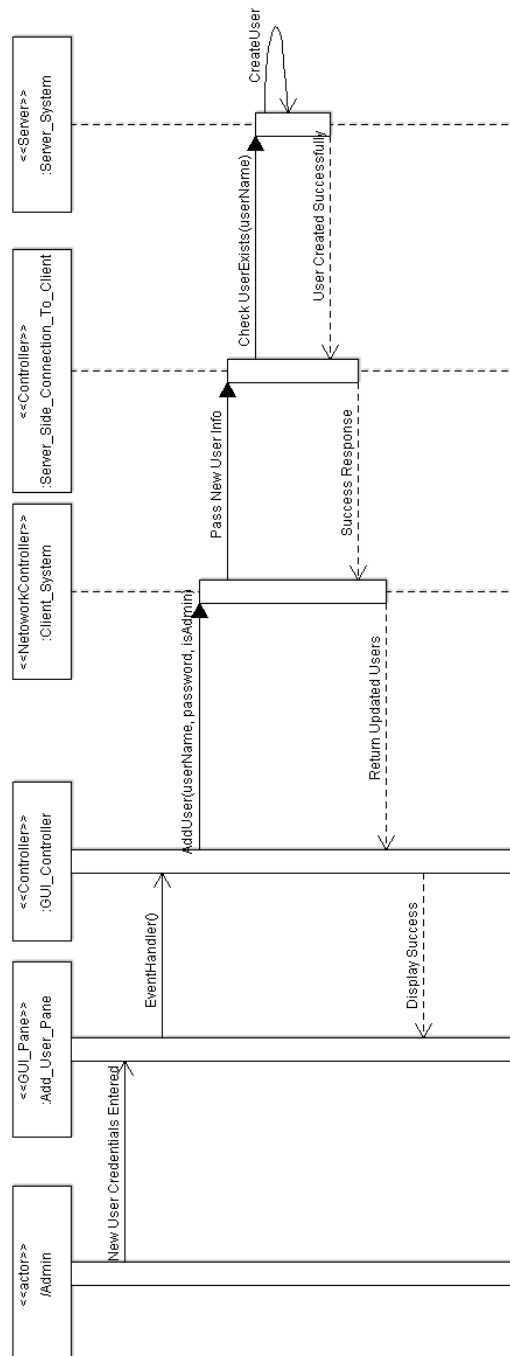 <<actor>>
/Admin
<<GUI_Pane>>
:Add_User_Pane
<<Controller>>
:GUI_Controller
<<NetoworkController>>
:Client_System
<<Controller>>
:Server_Side_Connection_To_Client
<<Server>>
:Server_System
New User Credentials Entered
EventHandler()
AddUser(userName, password, isAdmin)
Pass New User Info
Check UserExists(userName)
CreateUser
User Created Successfully
Success Response
Return Updated Users
Display Success